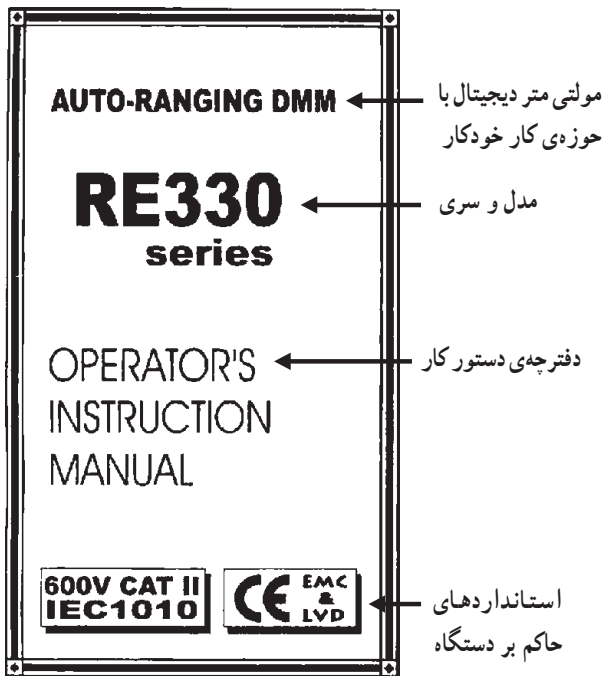 AUTO-RANGING DMM
مولتی متر دیجیتال با
حوزه‌ی کار خودکار
RE330
series
مدل و سری
OPERATOR'S
INSTRUCTION
MANUAL
دفترچه‌ی دستور کار
600V CAT II
IEC1010
CE EMC
&
LVD
استانداردهای
حاکم بر دستگاه